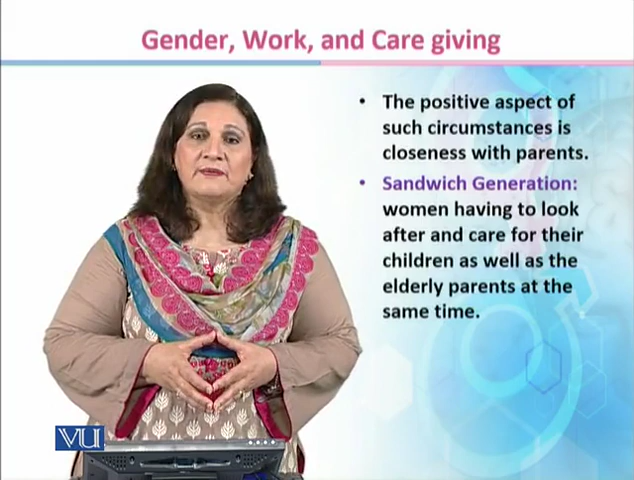 Gender, Work, and Care giving
• The positive aspect of
such circumstances is
closeness with parents.
• Sandwich Generation:
women having to look
after and care for their
children as well as the
elderly parents at the
same time.
VU